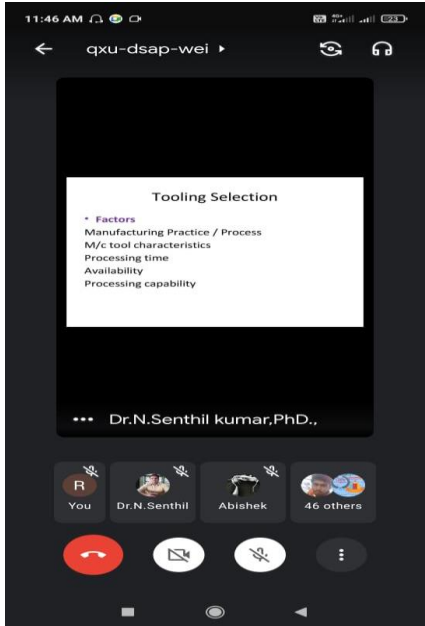 11:46 AM
qxu-dsap-wei
Tooling Selection
• Factors
Manufacturing Practice / Process
M/c tool characteristics
Processing time
Availability
Processing capability
Dr.N.Senthil kumar,PhD.,
R
You
Dr.N.Senthil
Abishek
46 others